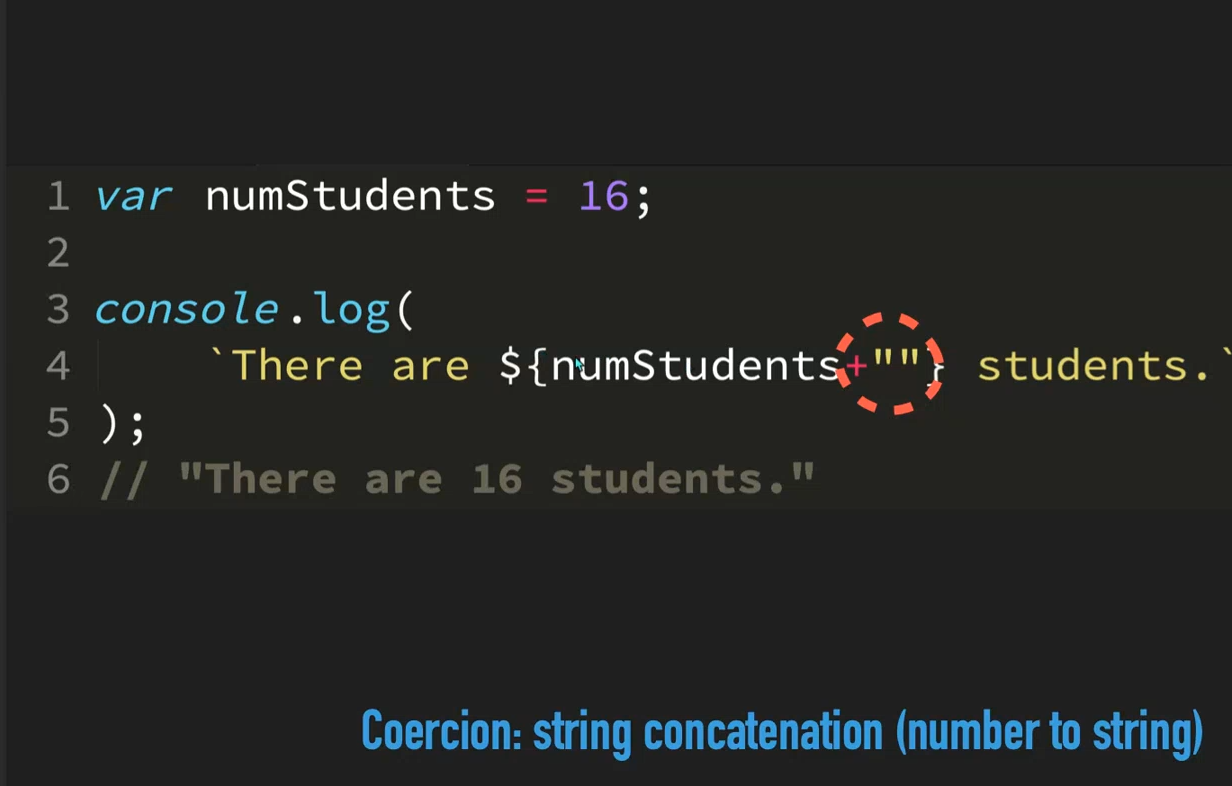 1 var numStudents = 16;
2
3 console.log(
4     `There are ${numStudents+""} students.`
5 );
6 // "There are 16 students."
Coercion: string concatenation (number to string)